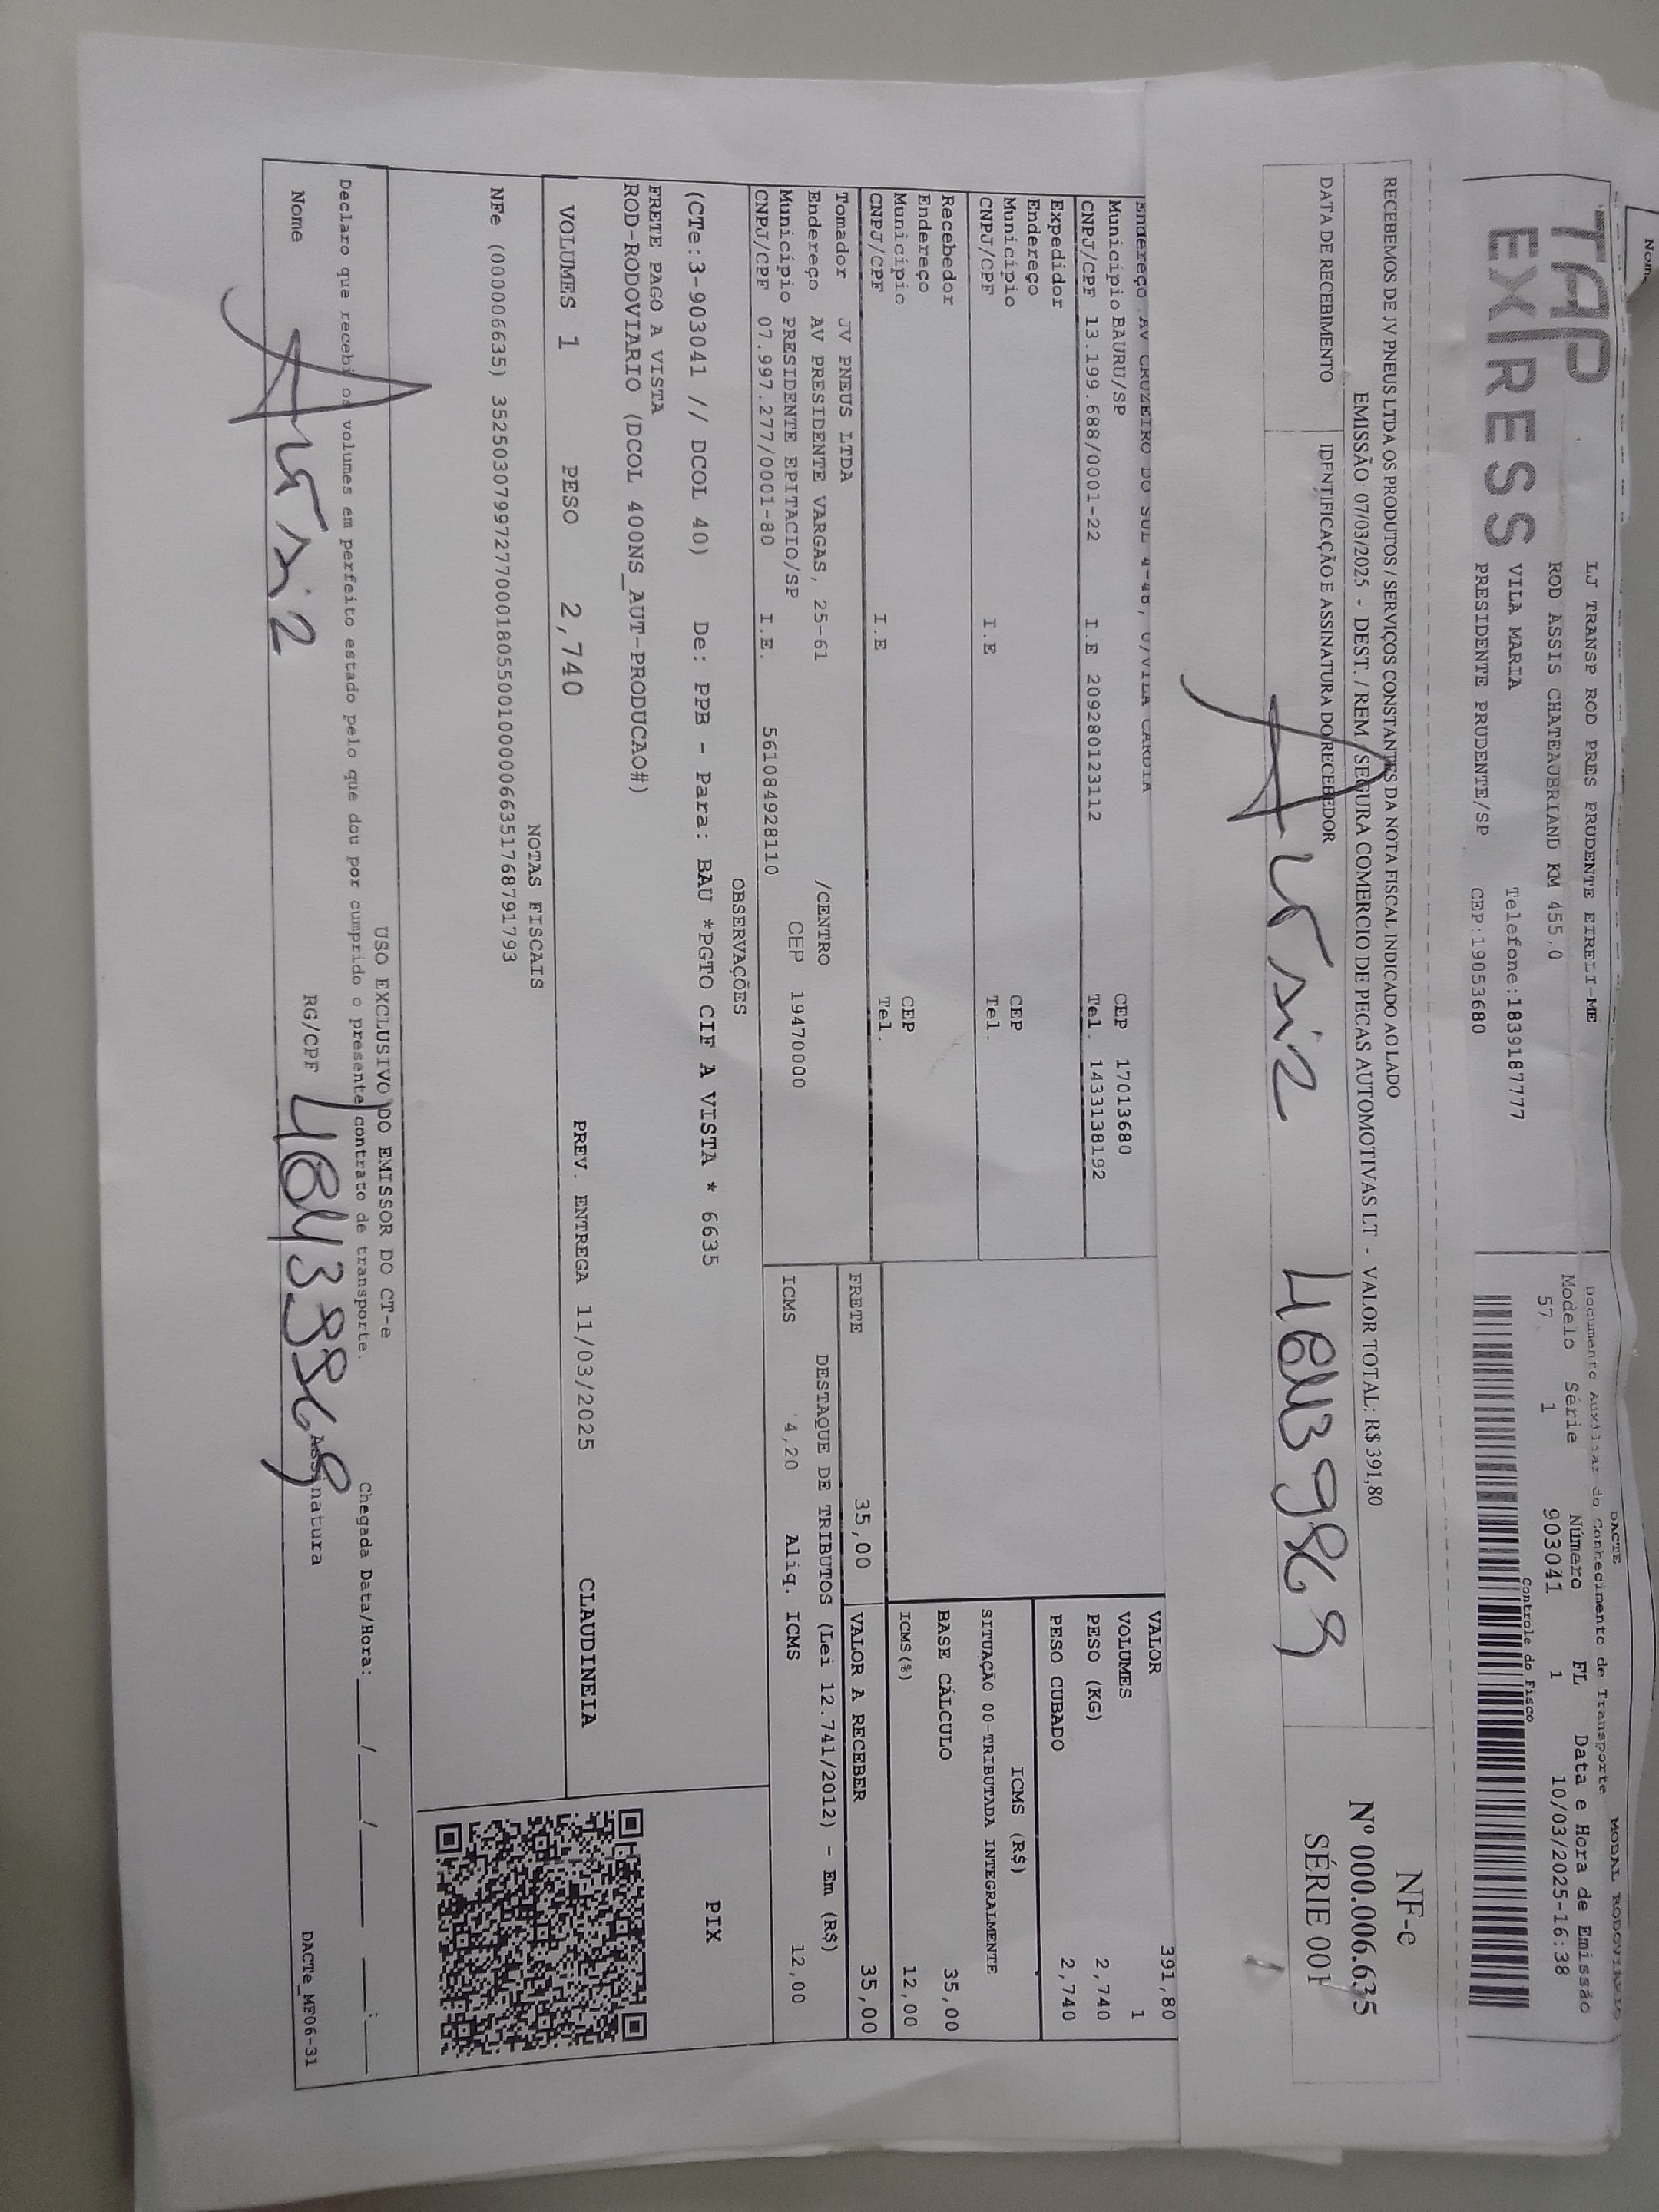 Nome
TAP
EXPRESS
LJ TRANSP ROD PRES PRUDENTE EIRELI-ME
ROD ASSIS CHATEAUBRIAND KM 455,0
VILA MARIA Telefone:1839187777
PRESIDENTE PRUDENTE/SP CEP:19053680
DACTE MODAL RODOVIARIO
Documento Auxiliar do Conhecimento de Transporte
Modelo Série Número FL Data e Hora de Emissão
57 1 903041 1 10/03/2025-16:38
Controle do Fisco
RECEBEMOS DE JV PNEUS LTDA OS PRODUTOS / SERVIÇOS CONSTANTES DA NOTA FISCAL INDICADO AO LADO
EMISSÃO: 07/03/2025 - DEST. / REM. SEGURA COMERCIO DE PECAS AUTOMOTIVAS LT - VALOR TOTAL: R$ 391,80
DATA DE RECEBIMENTO
IDENTIFICAÇÃO E ASSINATURA DO RECEBEDOR
NF-e
Nº 000.006.635
SÉRIE 001
Endereço AV CRUZEIRO DO SUL 4-48, 0/VILA CARDIA
Município BAURU/SP CEP 17013680
CNPJ/CPF 13.199.688/0001-22 I.E 209280123112 Tel. 1433138192
Expedidor
Endereço
Município CEP
CNPJ/CPF I.E Tel.
Recebedor
Endereço
Município CEP
CNPJ/CPF I.E Tel.
VALOR 391,80
VOLUMES 1
PESO (KG) 2,740
PESO CUBADO 2,740
ICMS (R$)
SITUAÇÃO 00-TRIBUTADA INTEGRALMENTE
BASE CÁLCULO 35,00
ICMS(%) 12,00
Tomador JV PNEUS LTDA
Endereço AV PRESIDENTE VARGAS, 25-61 /CENTRO
Município PRESIDENTE EPITACIO/SP CEP 19470000
CNPJ/CPF 07.997.277/0001-80 I.E. 561084928110
FRETE 35,00 VALOR A RECEBER 35,00
DESTAQUE DE TRIBUTOS (Lei 12.741/2012) - Em (R$)
ICMS 4,20 Aliq. ICMS 12,00
OBSERVAÇÕES
(CTe:3-903041 // DCOL 40) De: PPB - Para: BAU *PGTO CIF A VISTA * 6635
FRETE PAGO A VISTA
ROD-RODOVIARIO (DCOL 400NS_AUT-PRODUCAO#)
PIX
VOLUMES 1 PESO 2,740 PREV. ENTREGA 11/03/2025 CLAUDINEIA
NOTAS FISCAIS
NFe (000006635) 35250307997277000180550010000066351768791793
USO EXCLUSIVO DO EMISSOR DO CT-e
Declaro que recebi os volumes em perfeito estado pelo que dou por cumprido o presente contrato de transporte.
Chegada Data/Hora: __/__/__ __:__
Nome RG/CPF Assinatura
DACTe_MF06-31